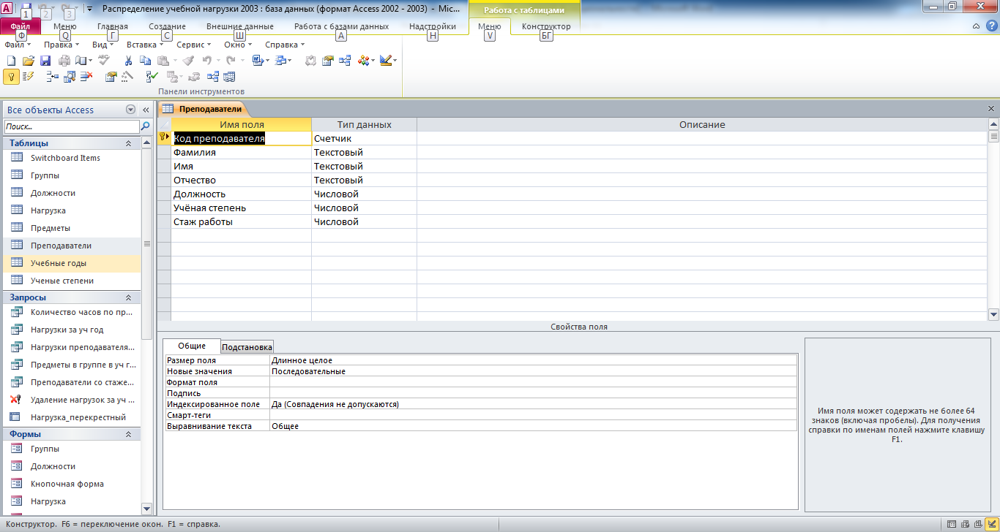 Распределение учебной нагрузки 2003 : база данных (формат Access 2002 - 2003) - Mic...
Работа с таблицами
1 2 3
Файл Меню Главная Создание Внешние данные Работа с базами данных Надстройки Меню Конструктор
Ф Q Г С Ш А Н V БГ
Файл Правка Вид Вставка Сервис Окно Справка
Панели инструментов
Все объекты Access
Преподаватели
Поиск...
Таблицы
Switchboard Items
Группы
Должности
Нагрузка
Предметы
Преподаватели
Учебные годы
Ученые степени
Запросы
Количество часов по пр...
Нагрузки за уч год
Нагрузки преподавателя...
Предметы в группе в уч г...
Преподаватели со стаже...
Удаление нагрузок за уч ...
Нагрузка_перекрестный
Формы
Группы
Должности
Кнопочная форма
Нагрузка
Имя поля Тип данных Описание
Код преподавателя Счетчик
Фамилия Текстовый
Имя Текстовый
Отчество Текстовый
Должность Числовой
Учёная степень Числовой
Стаж работы Числовой
Свойства поля
Общие Подстановка
Размер поля Длинное целое
Новые значения Последовательные
Формат поля
Подпись
Индексированное поле Да (Совпадения не допускаются)
Смарт-теги
Выравнивание текста Общее
Имя поля может содержать не более 64
знаков (включая пробелы). Для получения
справки по именам полей нажмите клавишу
F1.
Конструктор. F6 = переключение окон. F1 = справка.